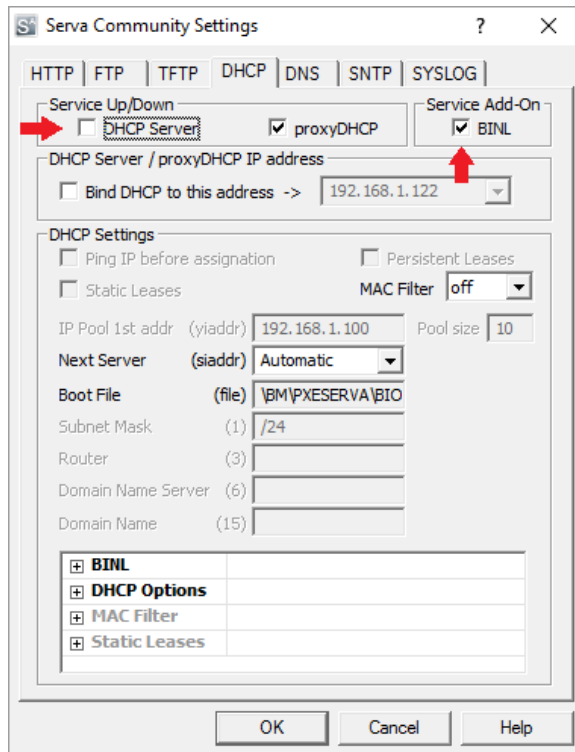 Serva Community Settings ? ×
HTTP FTP TFTP DHCP DNS SNTP SYSLOG
Service Up/Down
DHCP Server
proxyDHCP
Service Add-On
BINL
DHCP Server / proxyDHCP IP address
Bind DHCP to this address -> 192.168.1.122
DHCP Settings
Ping IP before assignation
Persistent Leases
Static Leases
MAC Filter off
IP Pool 1st addr (yiaddr) 192.168.1.100 Pool size 10
Next Server (siaddr) Automatic
Boot File (file) \BM\PXESERVA\BIO
Subnet Mask (1) /24
Router (3)
Domain Name Server (6)
Domain Name (15)
BINL
DHCP Options
MAC Filter
Static Leases
OK Cancel Help